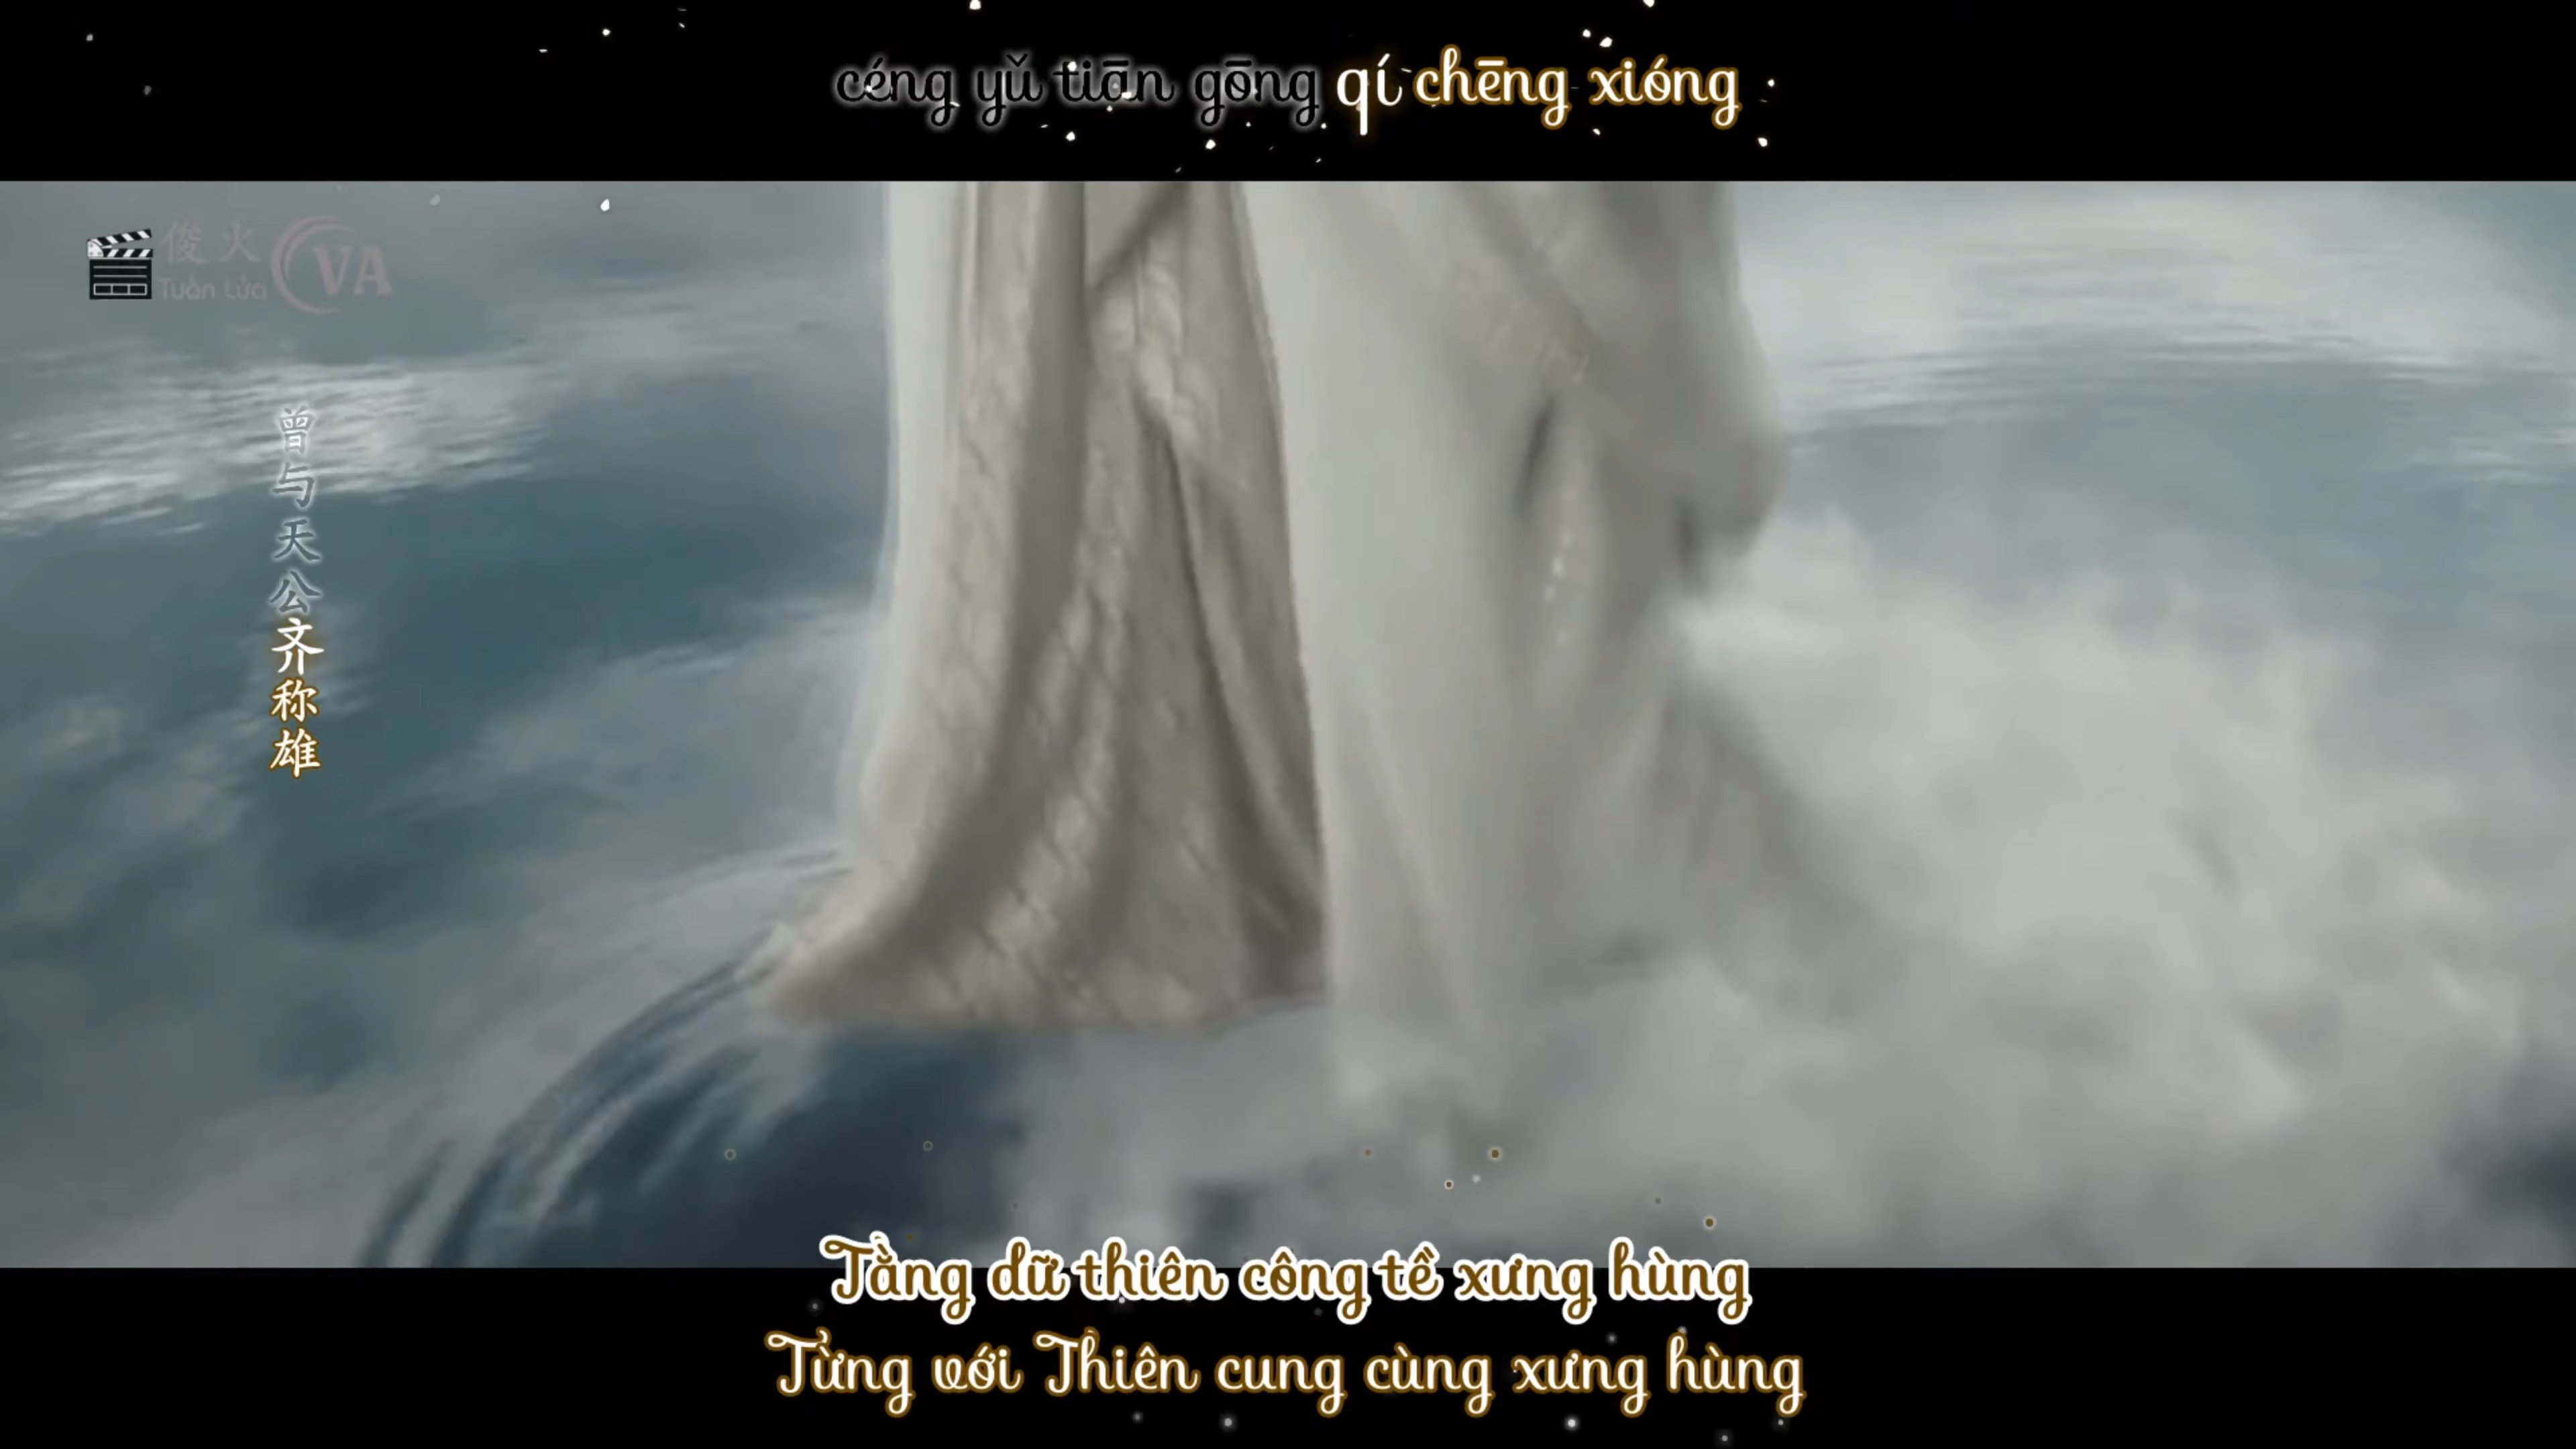 céng yǔ tiān gōng qí chēng xióng
俊火
Tuấn Lửa
VA
曾与天公齐称雄
Tằng dữ thiên công tề xưng hùng
Từng với Thiên cung cùng xưng hùng